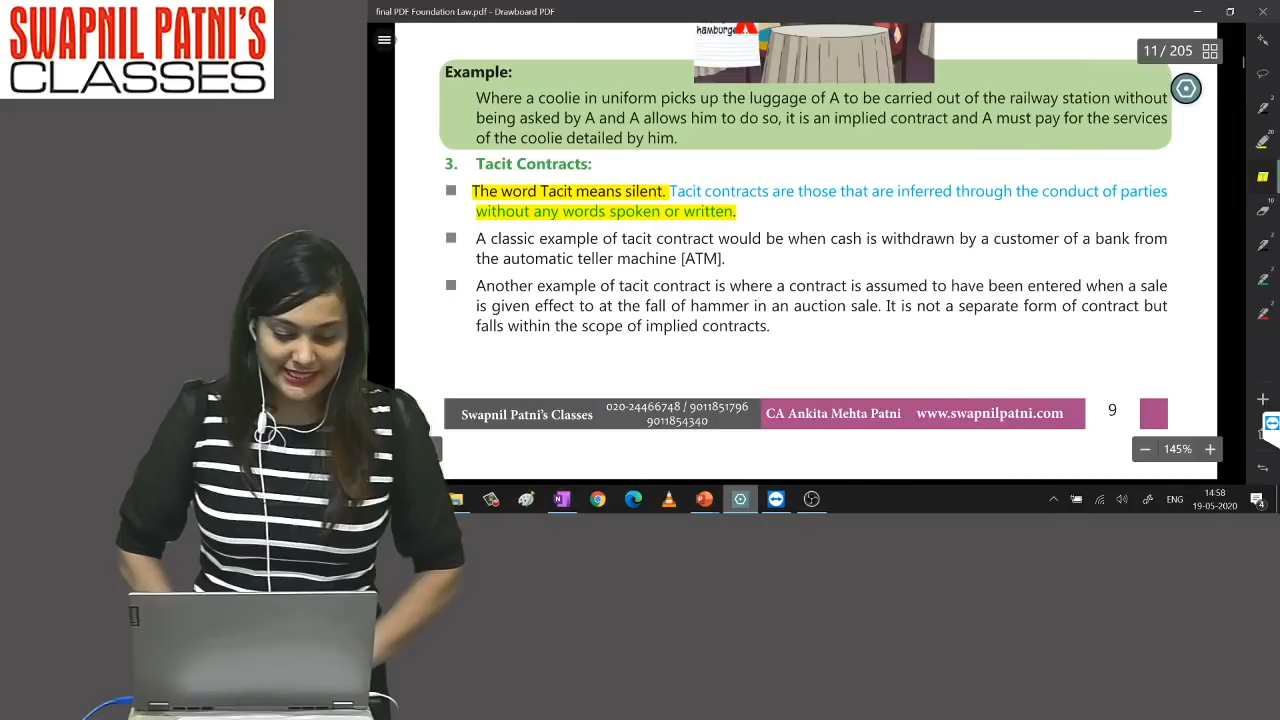 SWAPNIL PATNI'S
CLASSES
final PDF Foundation Law.pdf - Drawboard PDF
11 / 205
Example:
Where a coolie in uniform picks up the luggage of A to be carried out of the railway station without
being asked by A and A allows him to do so, it is an implied contract and A must pay for the services
of the coolie detailed by him.
3. Tacit Contracts:
The word Tacit means silent. Tacit contracts are those that are inferred through the conduct of parties
without any words spoken or written.
A classic example of tacit contract would be when cash is withdrawn by a customer of a bank from
the automatic teller machine [ATM].
Another example of tacit contract is where a contract is assumed to have been entered when a sale
is given effect to at the fall of hammer in an auction sale. It is not a separate form of contract but
falls within the scope of implied contracts.
Swapnil Patni's Classes 020-24466748 / 9011851796 CA Ankita Mehta Patni www.swapnilpatni.com 9
9011854340
145%
ENG
14:58
19-05-2020